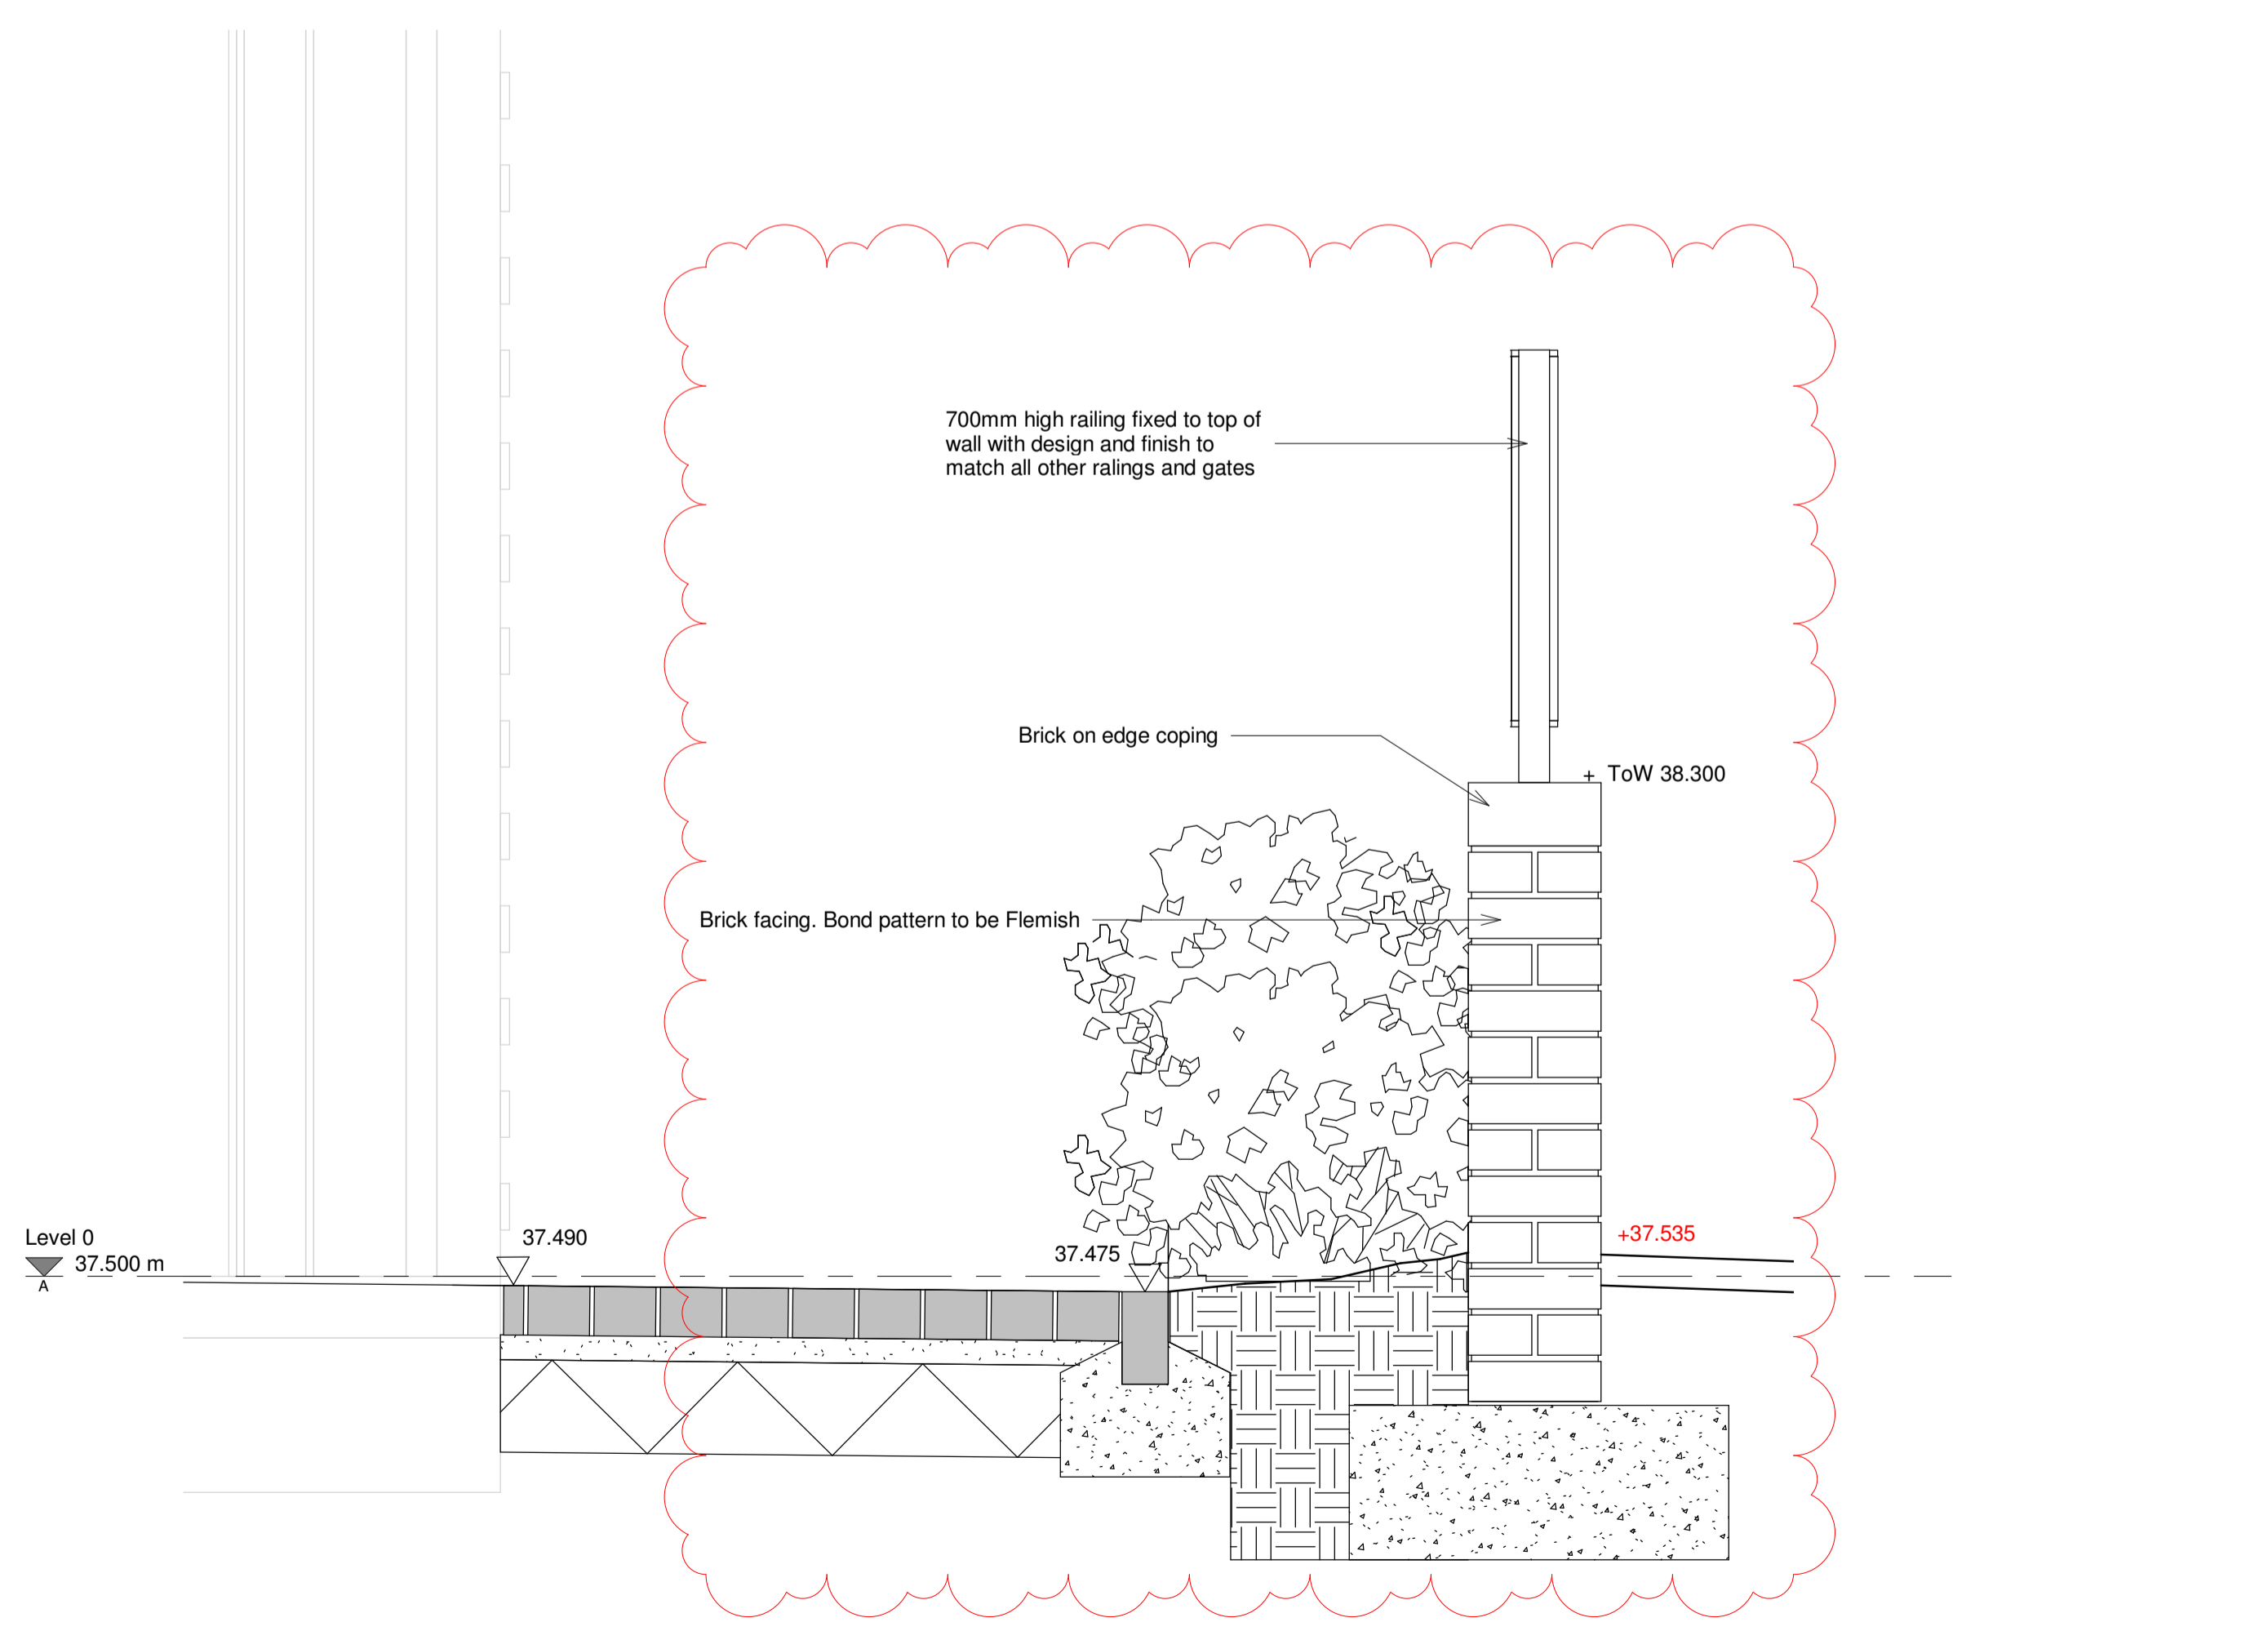 700mm high railing fixed to top of
wall with design and finish to
match all other ralings and gates
Brick on edge coping
ToW 38.300
Brick facing. Bond pattern to be Flemish
Level 0
37.500 m
A
37.490
37.475
+37.535